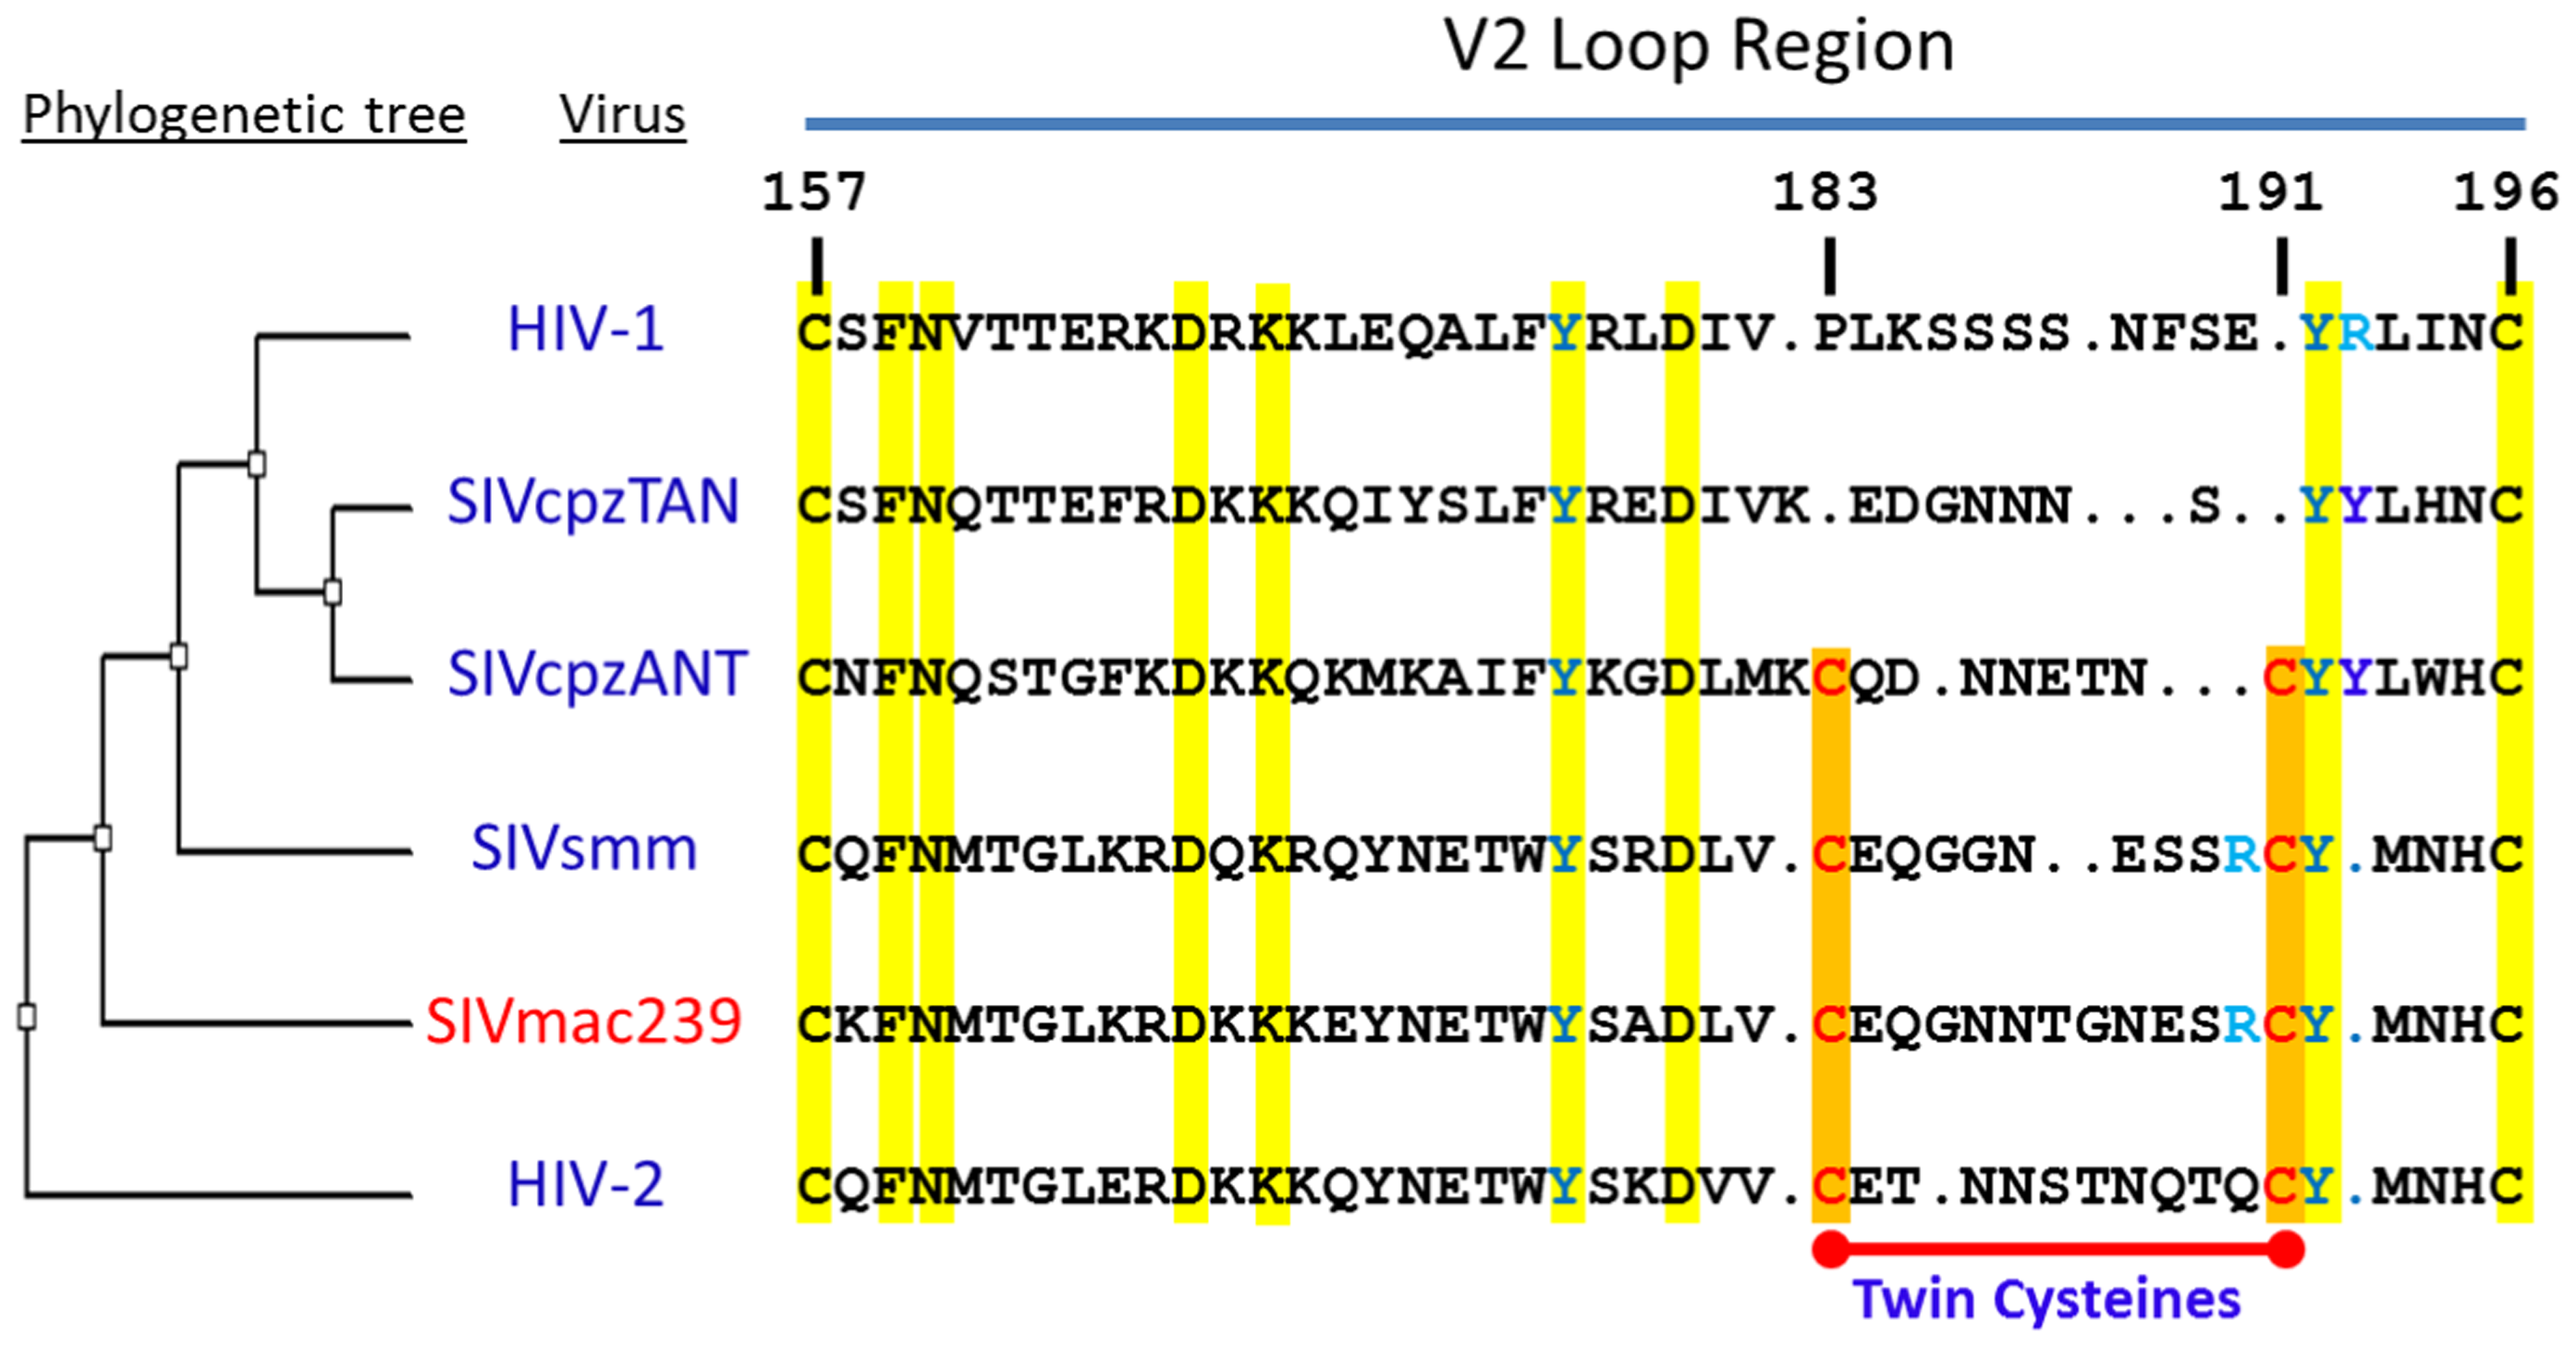 V2 Loop Region
Phylogenetic tree Virus
157 183 191 196
HIV-1 CSFNVTTERKDRKKLEQALFYRLDIV.PLKSSSS.NFSE.YRLINC
SIVcpzTAN CSFNQTTEFRDKKKQIYSLFYREDIVK.EDGNNN...S..YYLHNC
SIVcpzANT CNFNQSTGFKDKKQKMKAIFYKGDLMKCQD.NNETN...CYYLWHC
SIVsmm CQFNMTGLKRDQKRQYNETWYSRDLV.CEQGGN..ESSRCY.MNHC
SIVmac239 CKFNMTGLKRDKKKEYNETWYSADLV.CEQGNNTGNESRCY.MNHC
HIV-2 CQFNMTGLERDKKKQYNETWYSKDVV.CET.NNSTNQTQCY.MNHC
Twin Cysteines